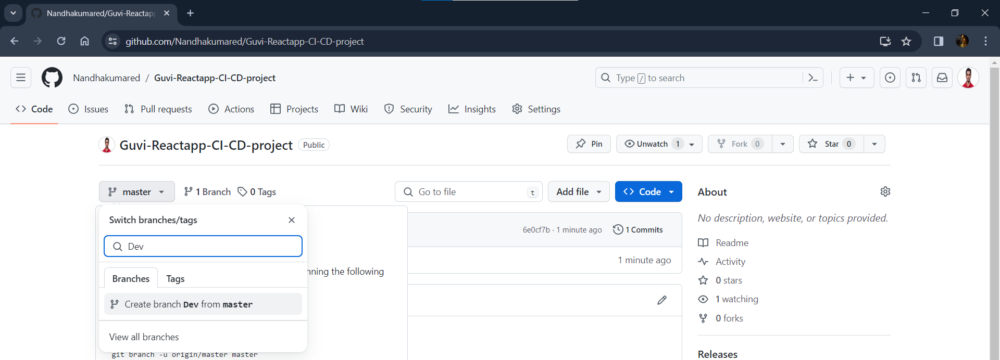 Nandhakumared/Guvi-Reactapp
github.com/Nandhakumared/Guvi-Reactapp-CI-CD-project
Nandhakumared / Guvi-Reactapp-CI-CD-project
Type / to search
Code Issues Pull requests Actions Projects Wiki Security Insights Settings
Guvi-Reactapp-CI-CD-project Public
Pin Unwatch 1 Fork 0 Star 0
master 1 Branch 0 Tags
Go to file t Add file Code
About
Switch branches/tags
No description, website, or topics provided.
6e0cf7b · 1 minute ago 1 Commits
Dev
Readme
1 minute ago
Activity
nning the following
Branches Tags
0 stars
1 watching
Create branch Dev from master
0 forks
View all branches
git branch -u origin/master master
Releases